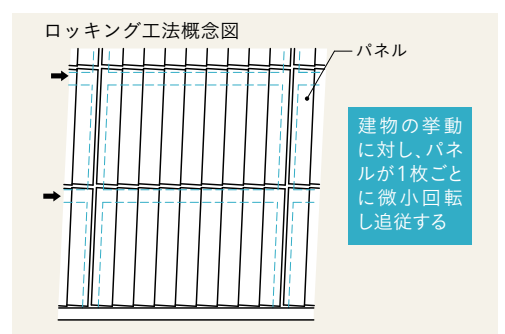 ロッキング工法概念図
パネル
建物の挙動
に対し、パネ
ルが1枚ごと
に微小回転
し追従する